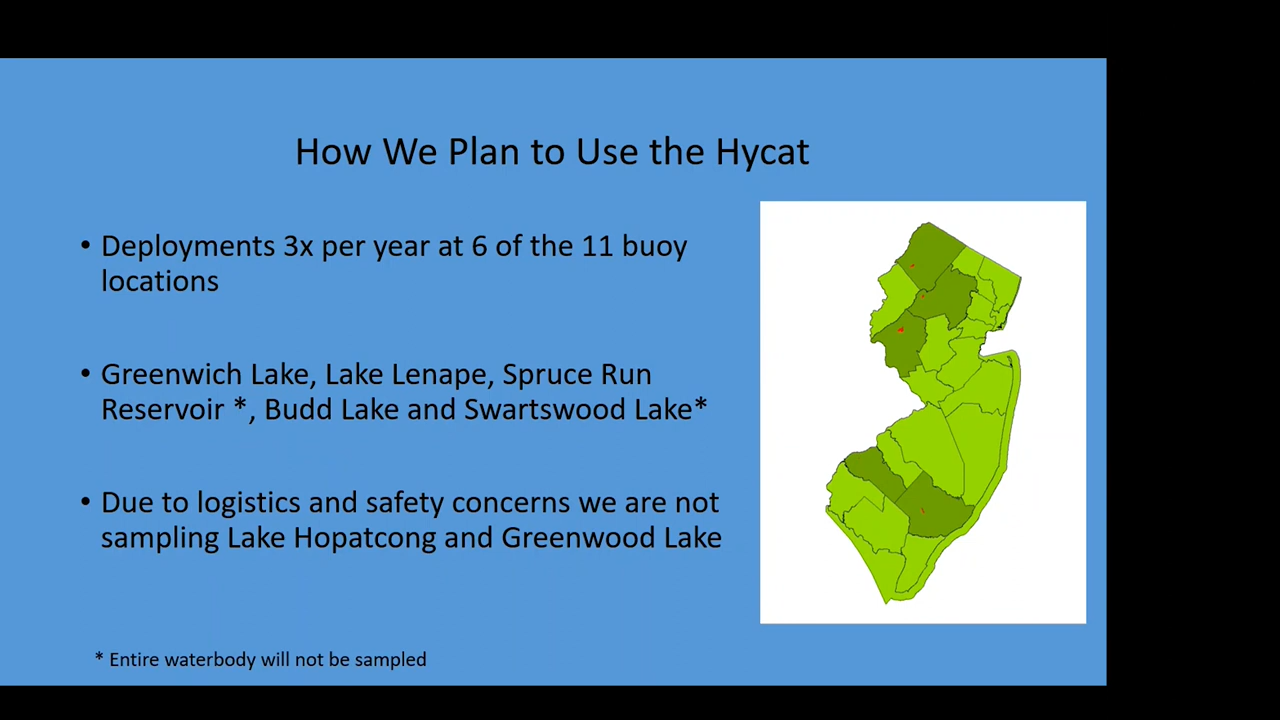 How We Plan to Use the Hycat
• Deployments 3x per year at 6 of the 11 buoy
locations
• Greenwich Lake, Lake Lenape, Spruce Run
Reservoir *, Budd Lake and Swartswood Lake*
• Due to logistics and safety concerns we are not
sampling Lake Hopatcong and Greenwood Lake
* Entire waterbody will not be sampled